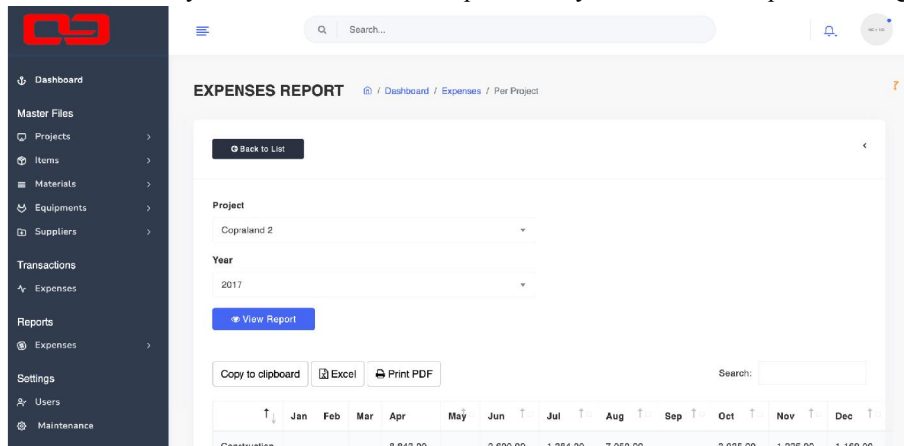 Search...
Dashboard
EXPENSES REPORT / Dashboard / Expenses / Per Project
Master Files
Projects
Items
Materials
Equipments
Suppliers
Transactions
Expenses
Reports
Expenses
Settings
Users
Maintenance
Back to List
Project
Copraland 2
Year
2017
View Report
Copy to clipboard Excel Print PDF
Search:
Jan Feb Mar Apr May Jun Jul Aug Sep Oct Nov Dec